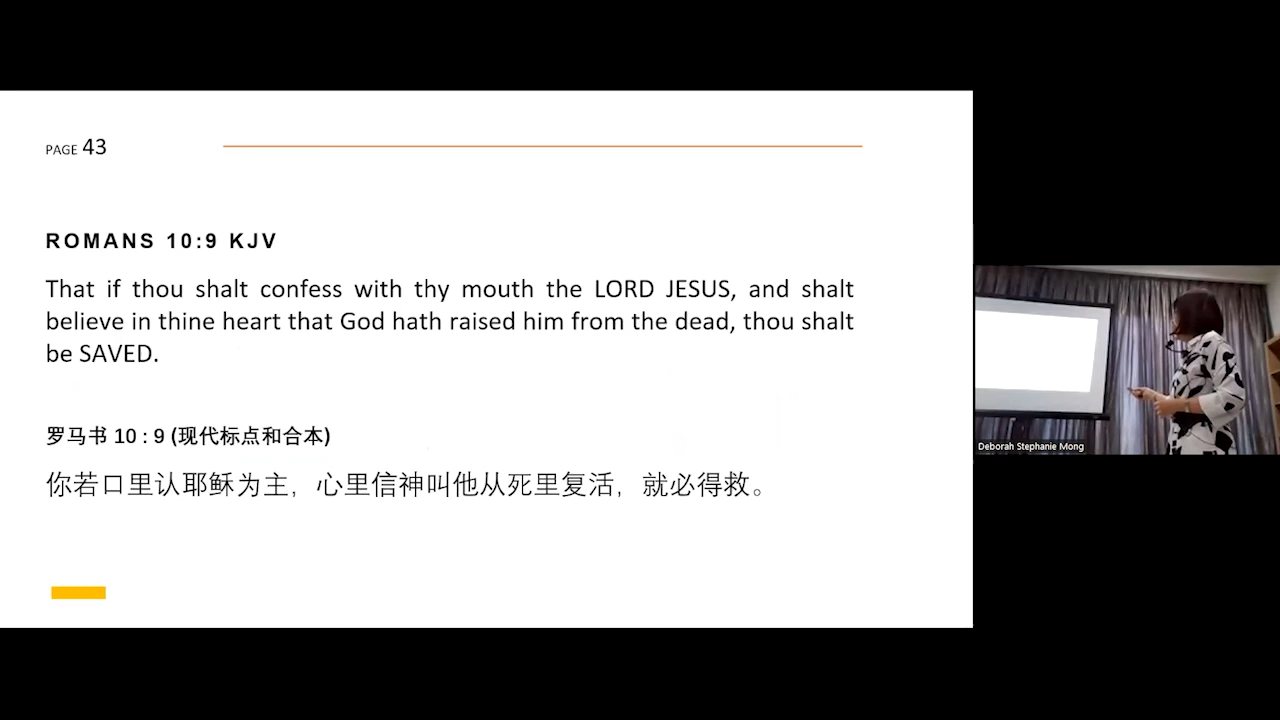 PAGE 43
ROMANS 10:9 KJV
That if thou shalt confess with thy mouth the LORD JESUS, and shalt
believe in thine heart that God hath raised him from the dead, thou shalt
be SAVED.
罗马书 10 : 9 (现代标点和合本)
你若口里认耶稣为主，心里信神叫他从死里复活，就必得救。
Deborah Stephanie Mong